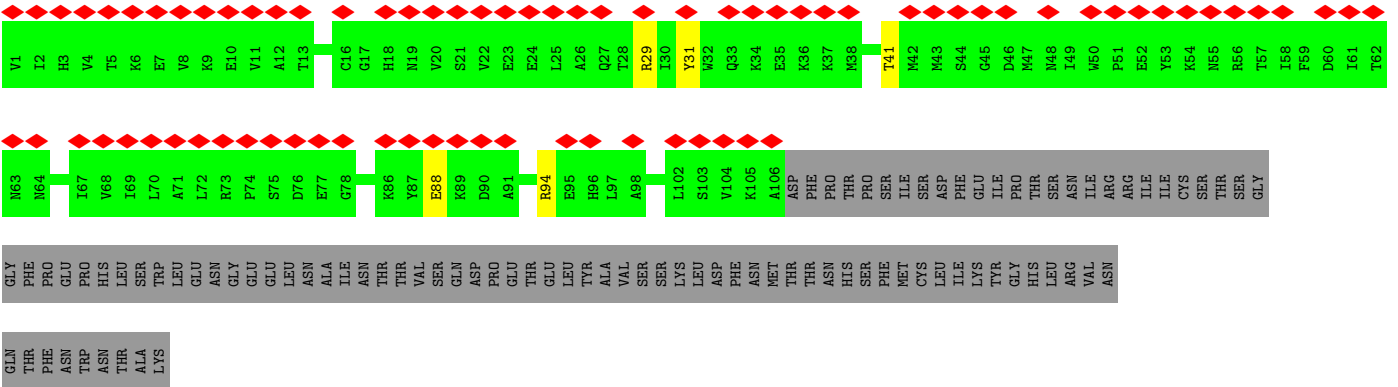 V1 I2 H3 V4 T5 K6 E7 V8 K9 E10 V11 A12 T13 C16 G17 H18 N19 V20 S21 V22 E23 E24 L25 A26 Q27 T28 R29 I30 Y31 W32 Q33 K34 E35 K36 K37 M38 T41 M42 M43 S44 G45 D46 M47 N48 I49 W50 P51 E52 Y53 K54 N55 R56 T57 I58 F59 D60 I61 T62
N63 N64 I67 V68 I69 L70 A71 L72 R73 P74 S75 D76 E77 G78 K86 Y87 E88 K89 D90 A91 R94 E95 H96 L97 A98 L102 S103 V104 K105 A106 ASP PHE PRO THR PRO SER ILE SER ASP PHE GLU ILE PRO THR SER ASN ILE ARG ARG ILE ILE CYS SER THR SER GLY
GLY PHE PRO GLU PRO HIS LEU SER TRP LEU GLU ASN GLY GLU GLU LEU ASN ALA ILE ASN THR THR VAL SER GLN ASP PRO GLU THR GLU LEU TYR ALA VAL SER SER LYS LEU ASP PHE ASN MET THR THR ASN HIS SER PHE MET CYS LEU ILE LYS TYR GLY HIS LEU ARG VAL ASN
GLN THR PHE ASN TRP ASN THR ALA LYS